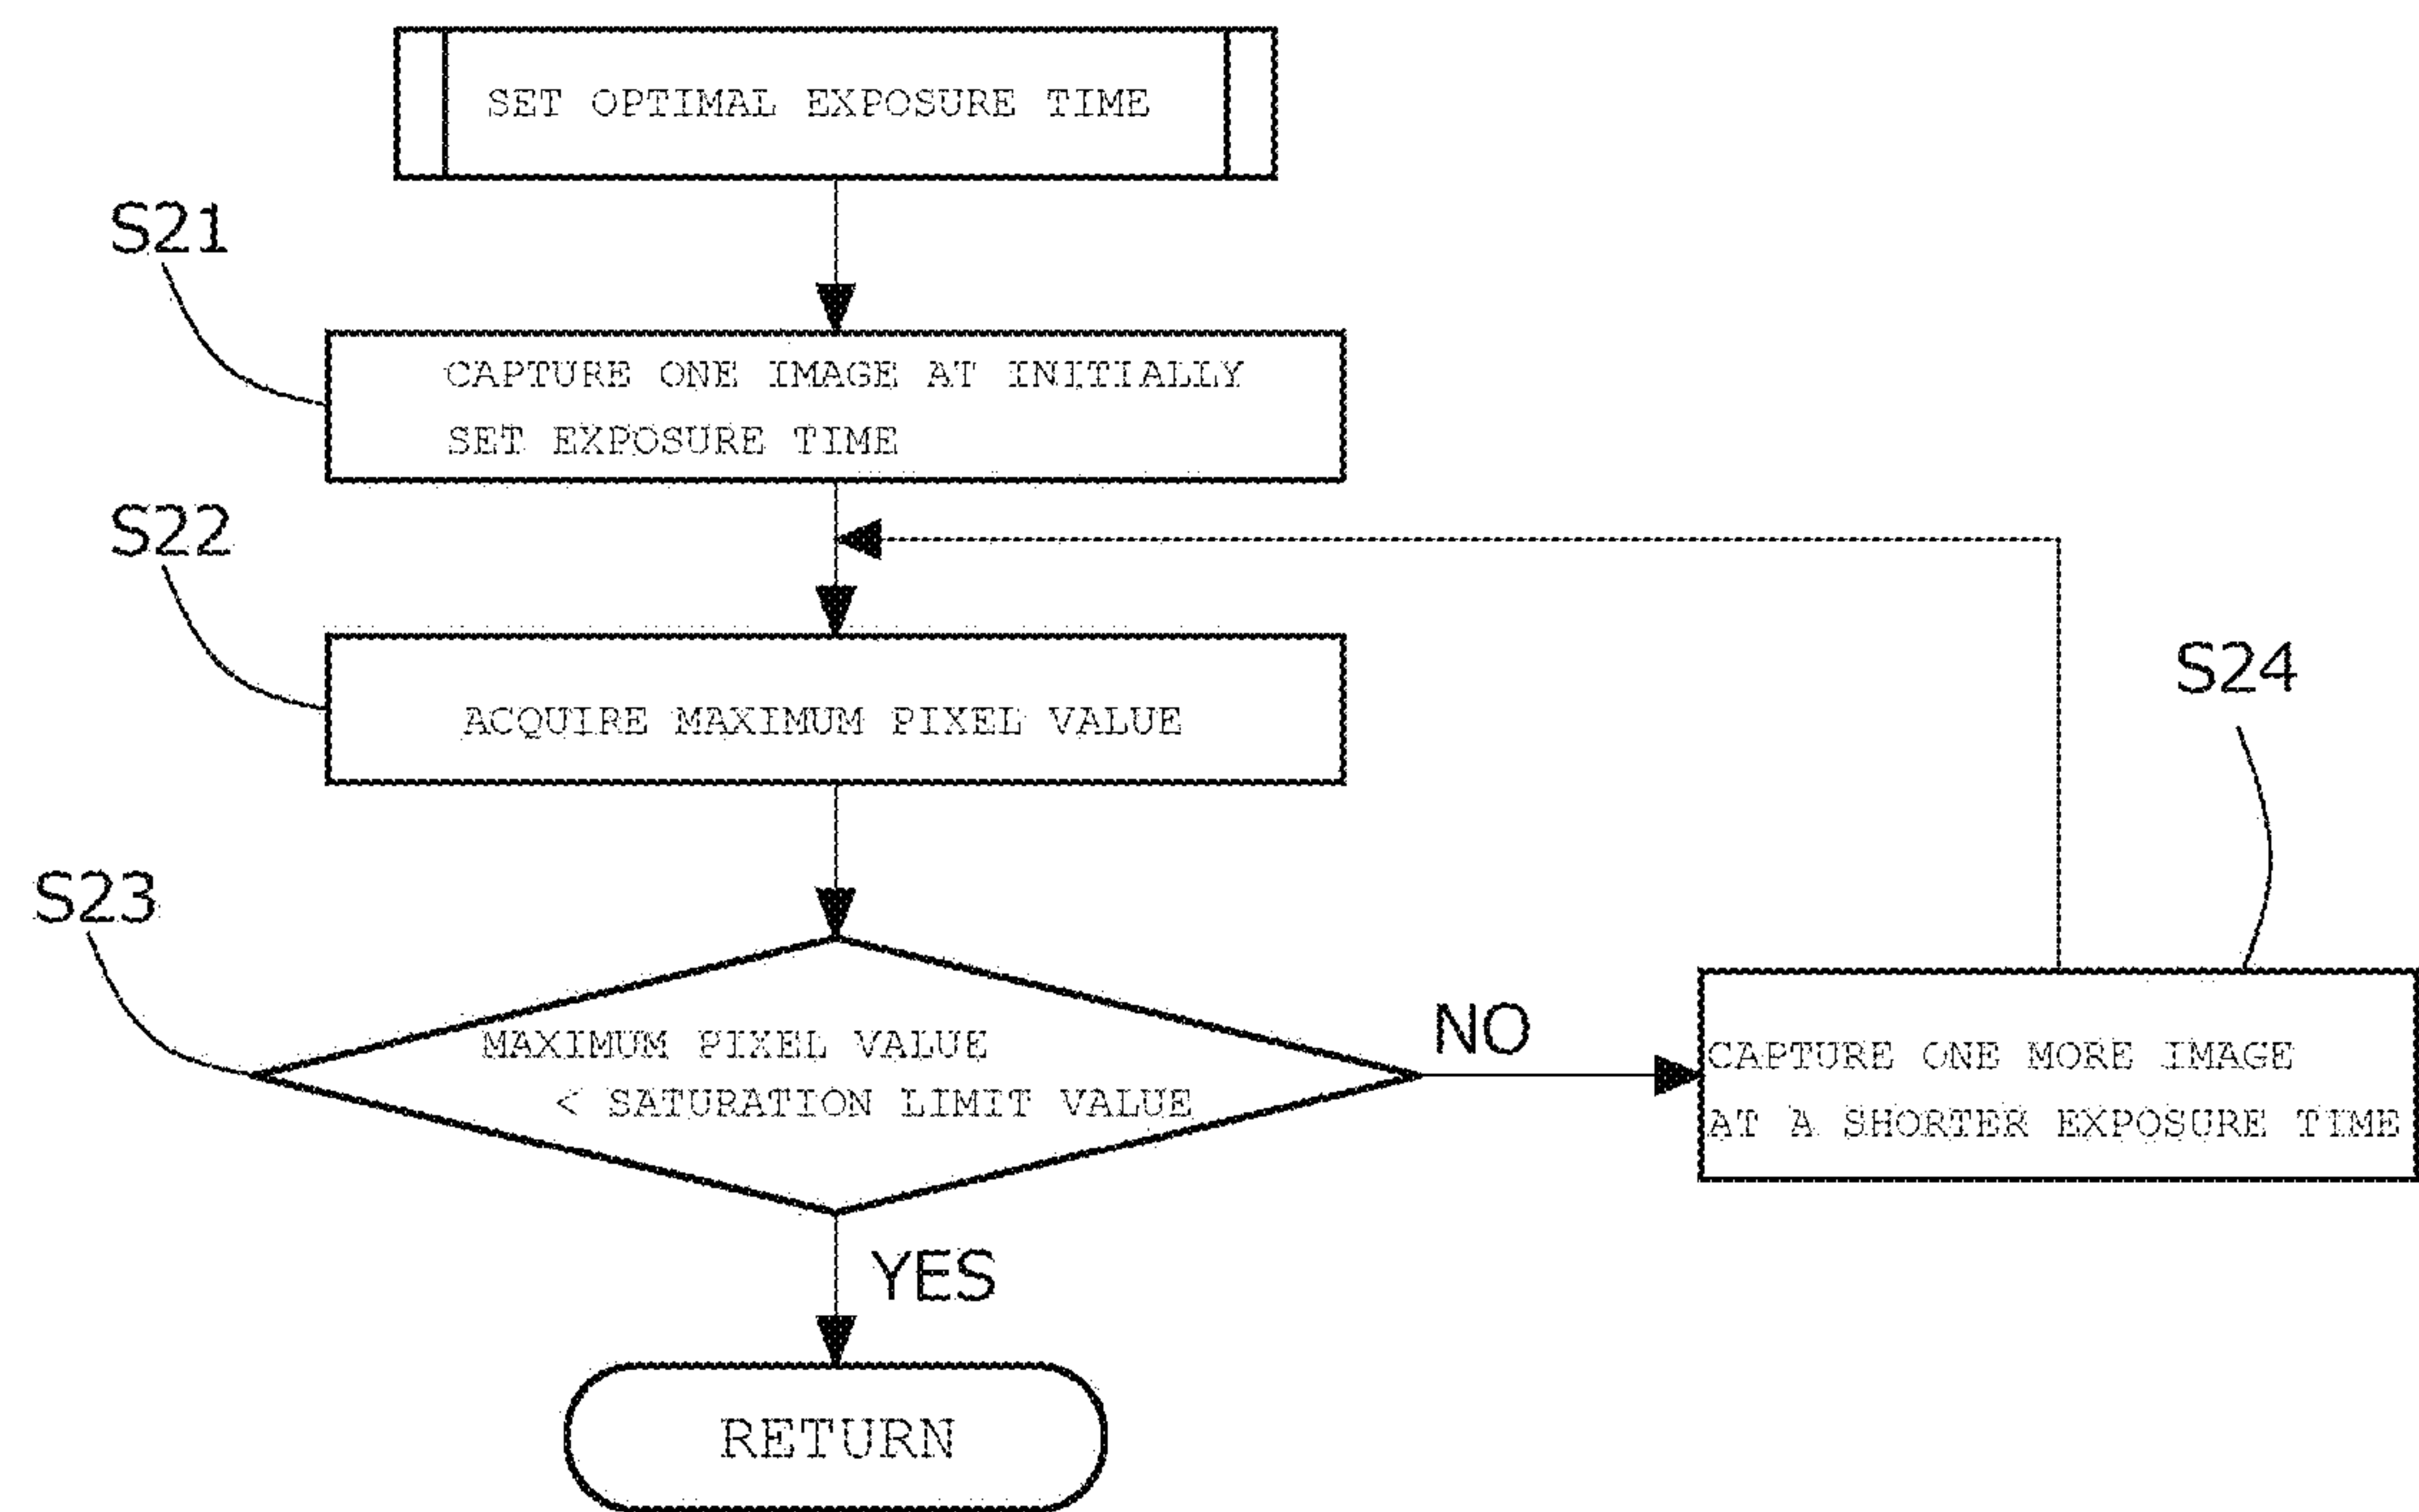 SET OPTIMAL EXPOSURE TIME
S21
CAPTURE ONE IMAGE AT INITIALLY
SET EXPOSURE TIME
S22
ACQUIRE MAXIMUM PIXEL VALUE
S24
S23
MAXIMUM PIXEL VALUE
< SATURATION LIMIT VALUE
NO
CAPTURE ONE MORE IMAGE
AT A SHORTER EXPOSURE TIME
YES
RETURN